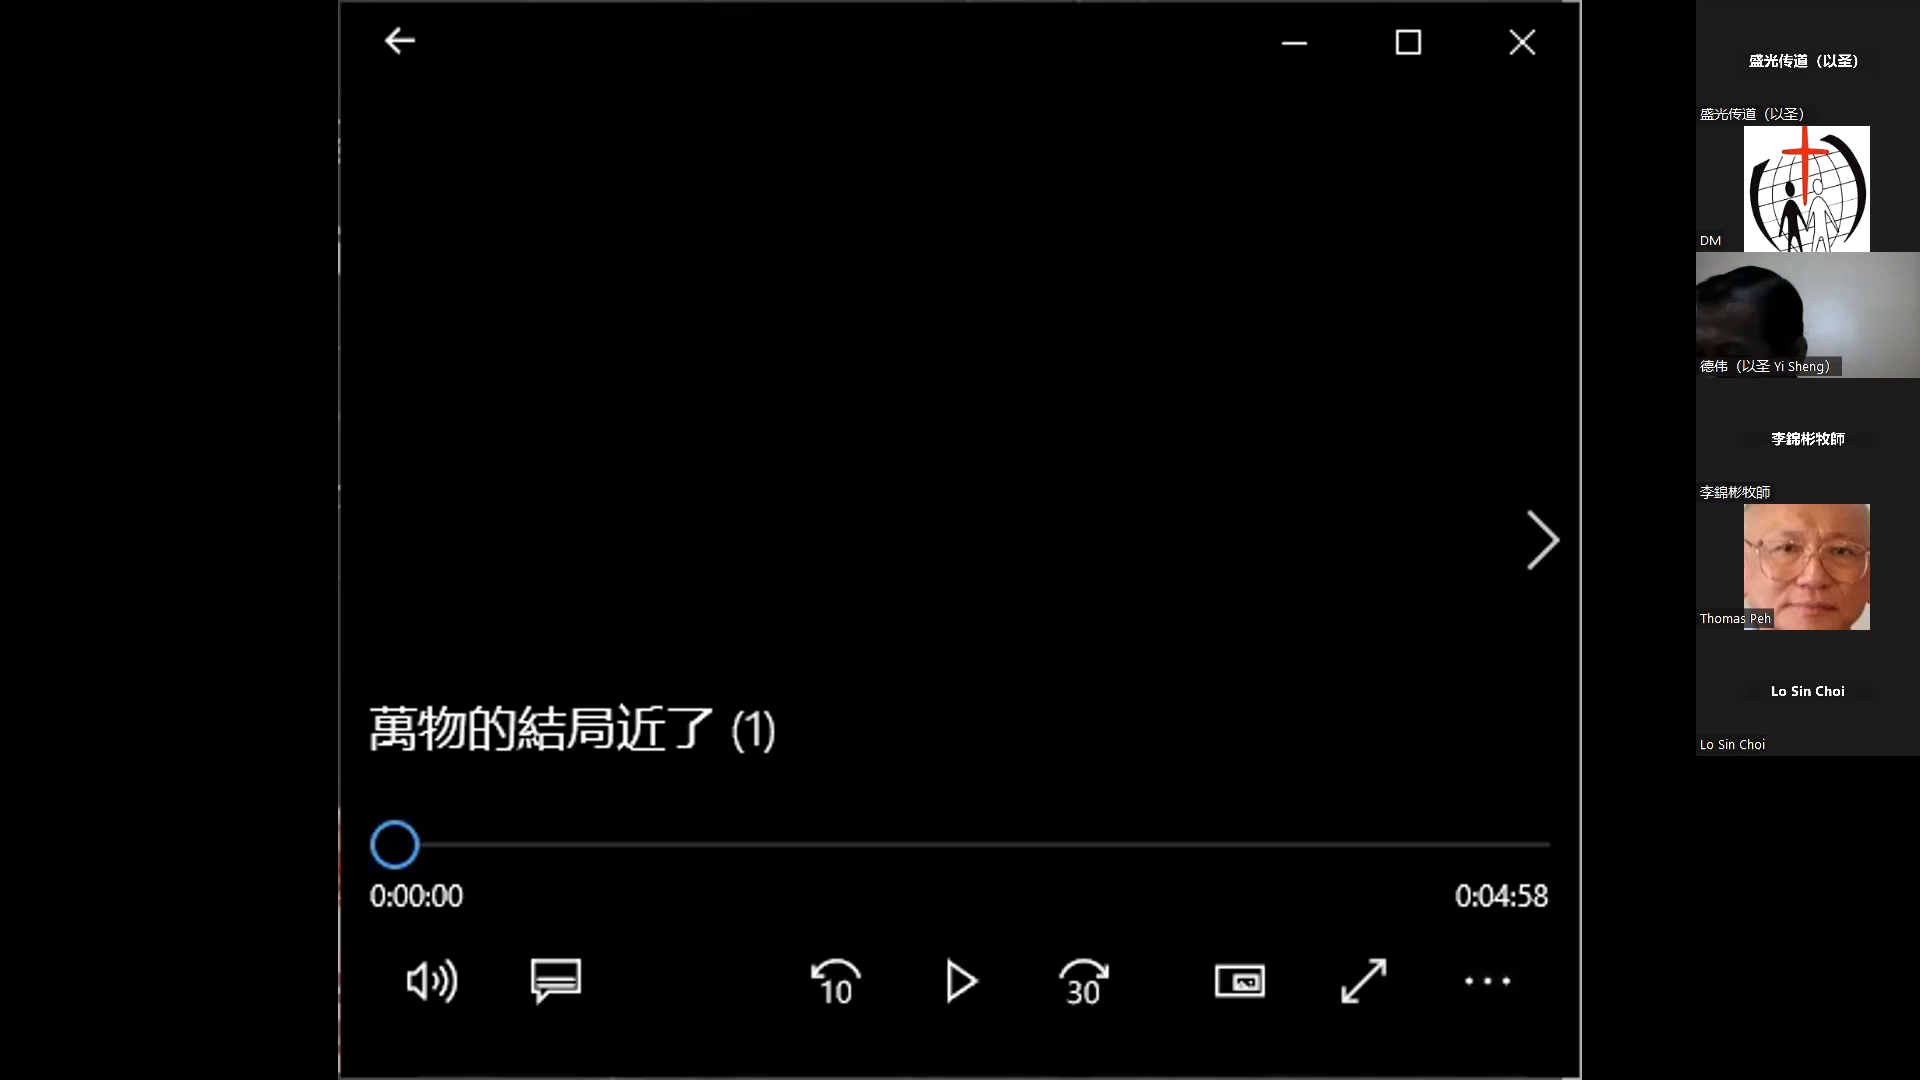 萬物的結局近了 (1)
0:00:00
0:04:58
10
30
盛光传道（以圣）
盛光传道（以圣）
DM
德伟（以圣 Yi Sheng）
李錦彬牧師
李錦彬牧師
Thomas Peh
Lo Sin Choi
Lo Sin Choi